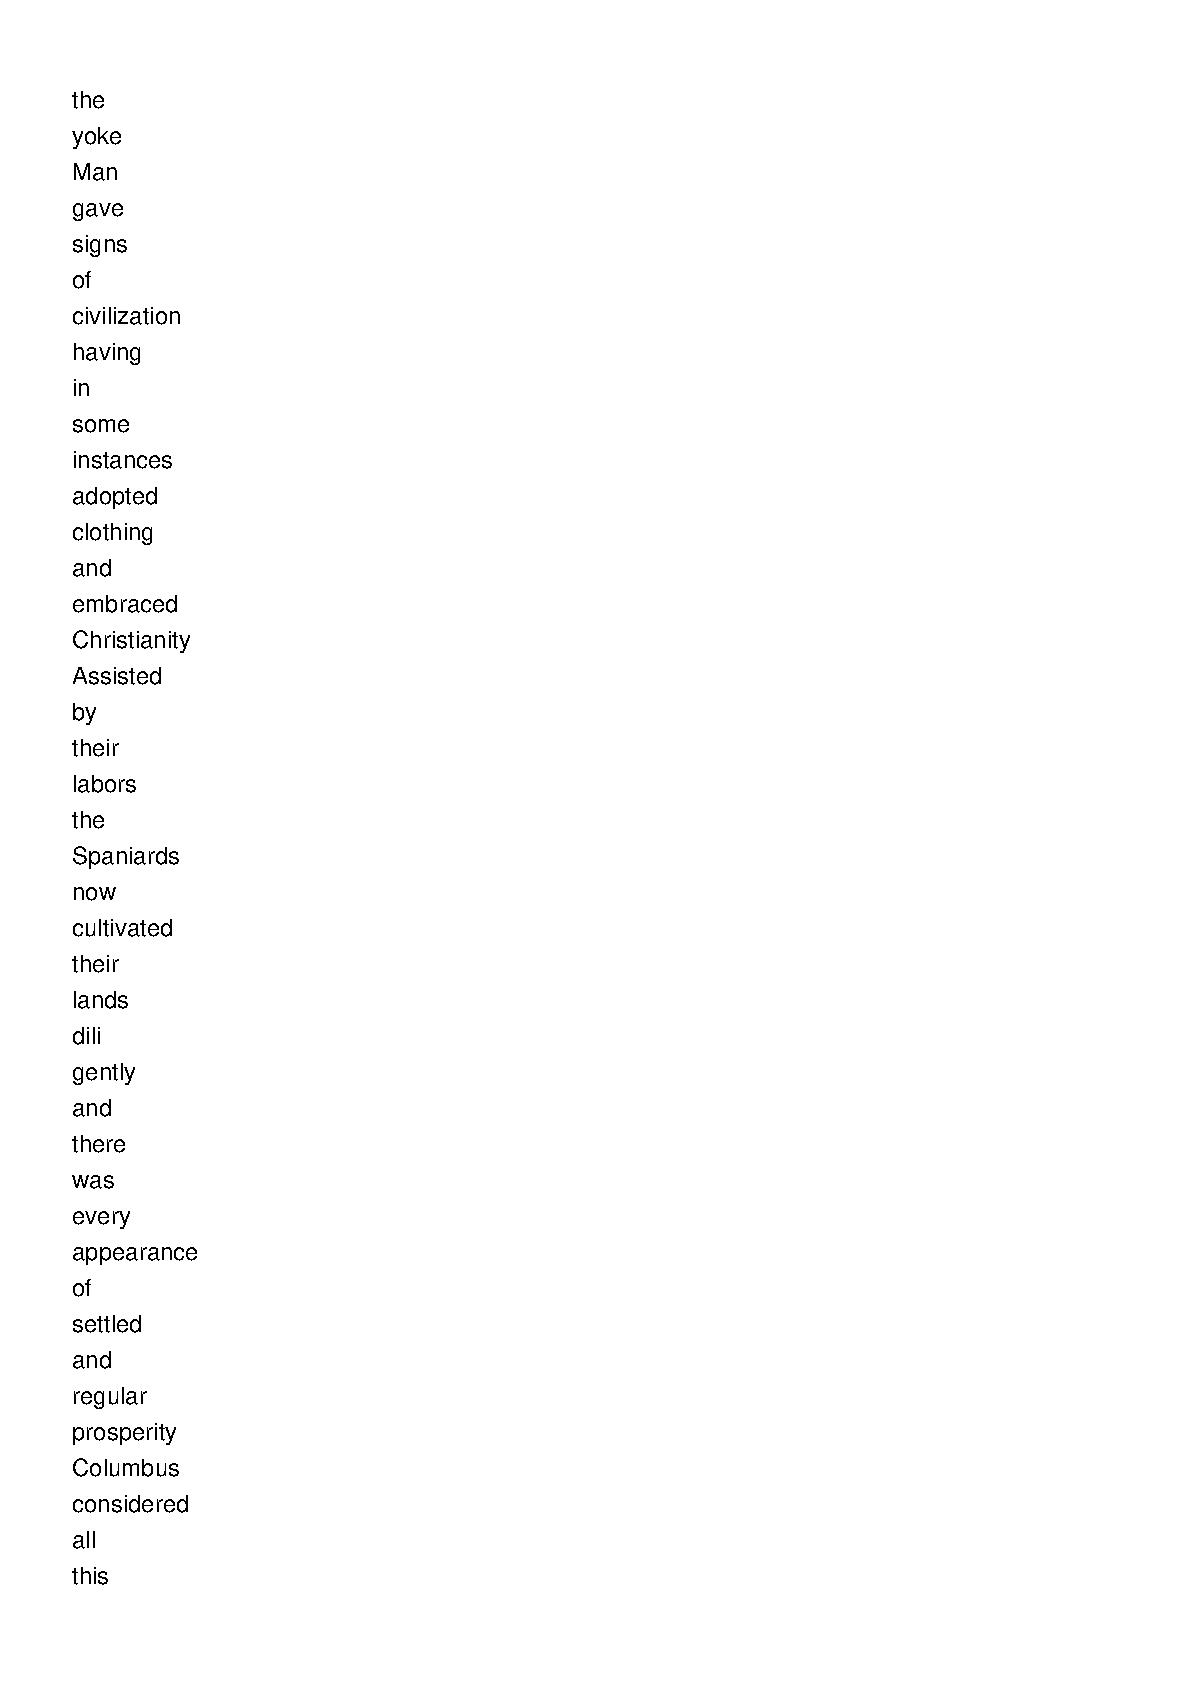 the
yoke
Man
gave
signs
of
civilization
having
in
some
instances
adopted
clothing
and
embraced
Christianity
Assisted
by
their
labors
the
Spaniards
now
cultivated
their
lands
dili
gently
and
there
was
every
appearance
of
settled
and
regular
prosperity
Columbus
considered
all
this